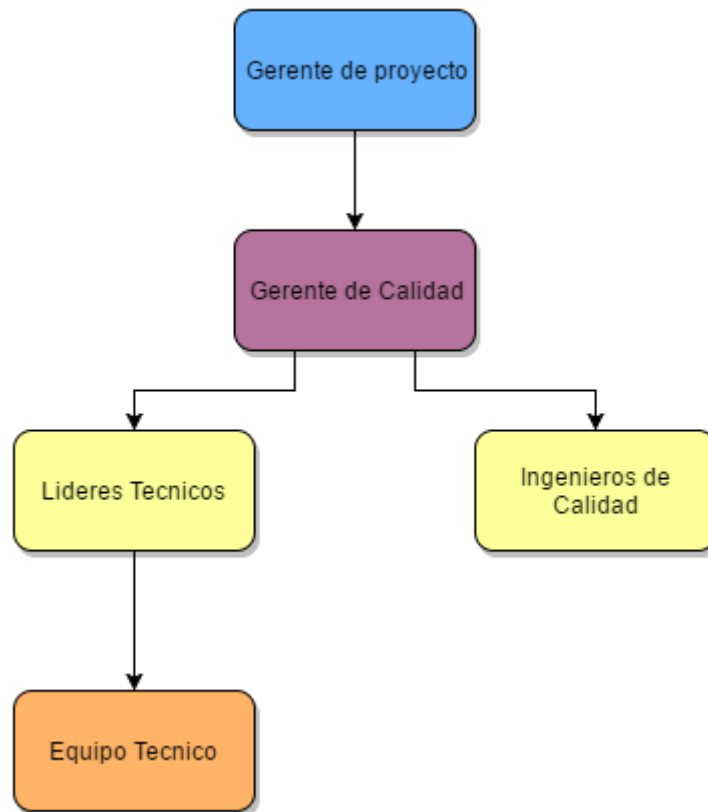 Gerente de proyecto
Gerente de Calidad
Lideres Tecnicos
Ingenieros de
Calidad
Equipo Tecnico